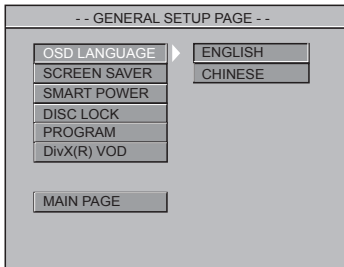 - - GENERAL SETUP PAGE - -
OSD LANGUAGE
ENGLISH
SCREEN SAVER
CHINESE
SMART POWER
DISC LOCK
PROGRAM
DivX(R) VOD
MAIN PAGE